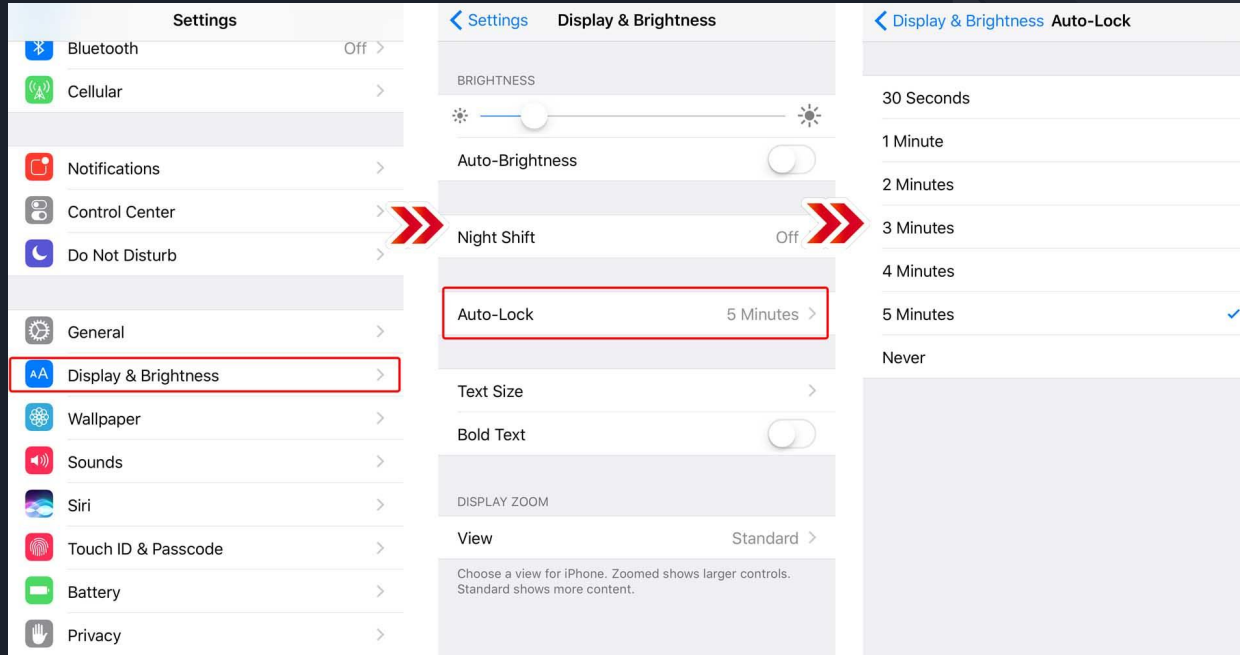 Settings
Bluetooth Off
Cellular
Notifications
Control Center
Do Not Disturb
General
AA Display & Brightness
Wallpaper
Sounds
Siri
Touch ID & Passcode
Battery
Privacy
Settings Display & Brightness
BRIGHTNESS
Auto-Brightness
Night Shift Off
Auto-Lock 5 Minutes
Text Size
Bold Text
DISPLAY ZOOM
View Standard
Choose a view for iPhone. Zoomed shows larger controls.
Standard shows more content.
Display & Brightness Auto-Lock
30 Seconds
1 Minute
2 Minutes
3 Minutes
4 Minutes
5 Minutes
Never